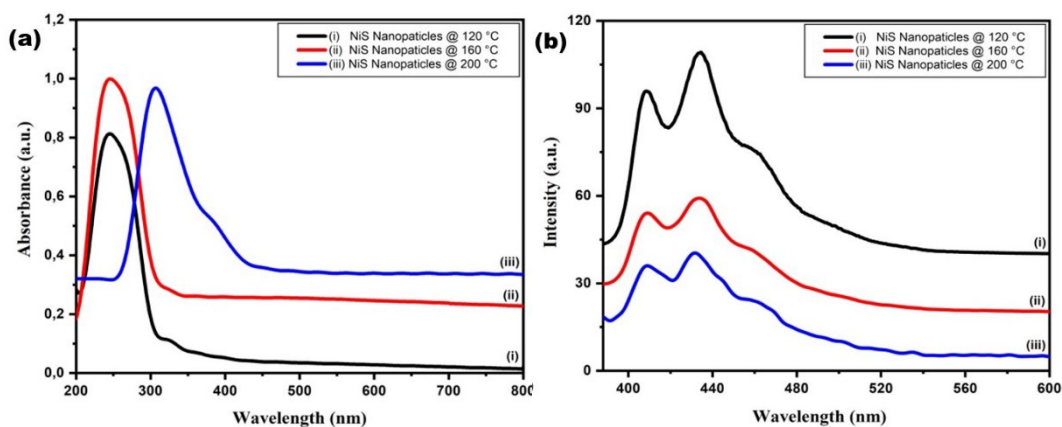 (a)
1,2
1,0
0,8
0,6
0,4
0,2
0,0
Absorbance (a.u.)
(i) NiS Nanopaticles @ 120 °C
(ii) NiS Nanopaticles @ 160 °C
(iii) NiS Nanopaticles @ 200 °C
(iii)
(ii)
(i)
200 300 400 500 600 700 800
Wavelength (nm)
(b)
120
90
60
30
0
Intensity (a.u.)
(i) NiS Nanopaticles @ 120 °C
(ii) NiS Nanopaticles @ 160 °C
(iii) NiS Nanopaticles @ 200 °C
(i)
(ii)
(iii)
400 440 480 520 560 600
Wavelength (nm)